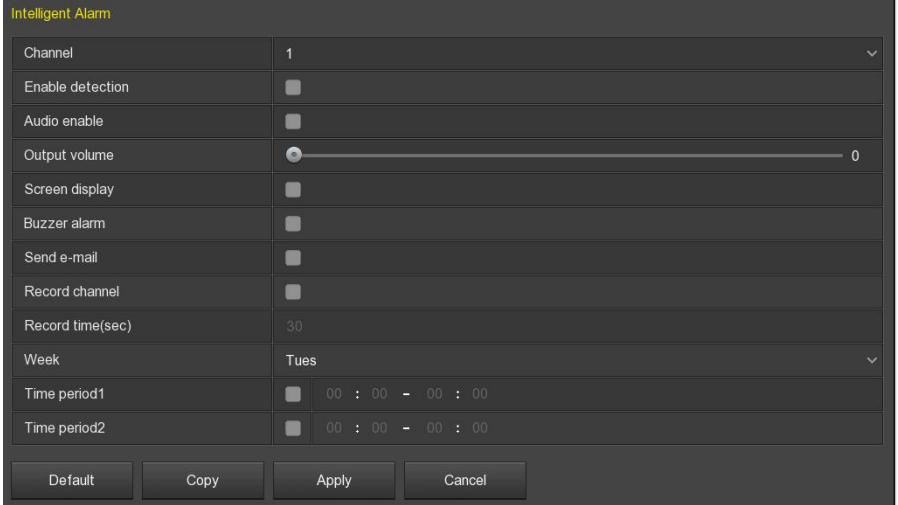 Intelligent Alarm
Channel 1
Enable detection
Audio enable
Output volume 0
Screen display
Buzzer alarm
Send e-mail
Record channel
Record time(sec) 30
Week Tues
Time period1 00 : 00 - 00 : 00
Time period2 00 : 00 - 00 : 00
Default Copy Apply Cancel